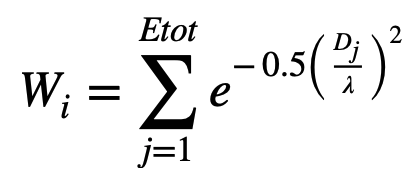 W_i = \sum_{j=1}^{Etot} e^{-0.5\left(\frac{D_j}{\lambda}\right)^2}